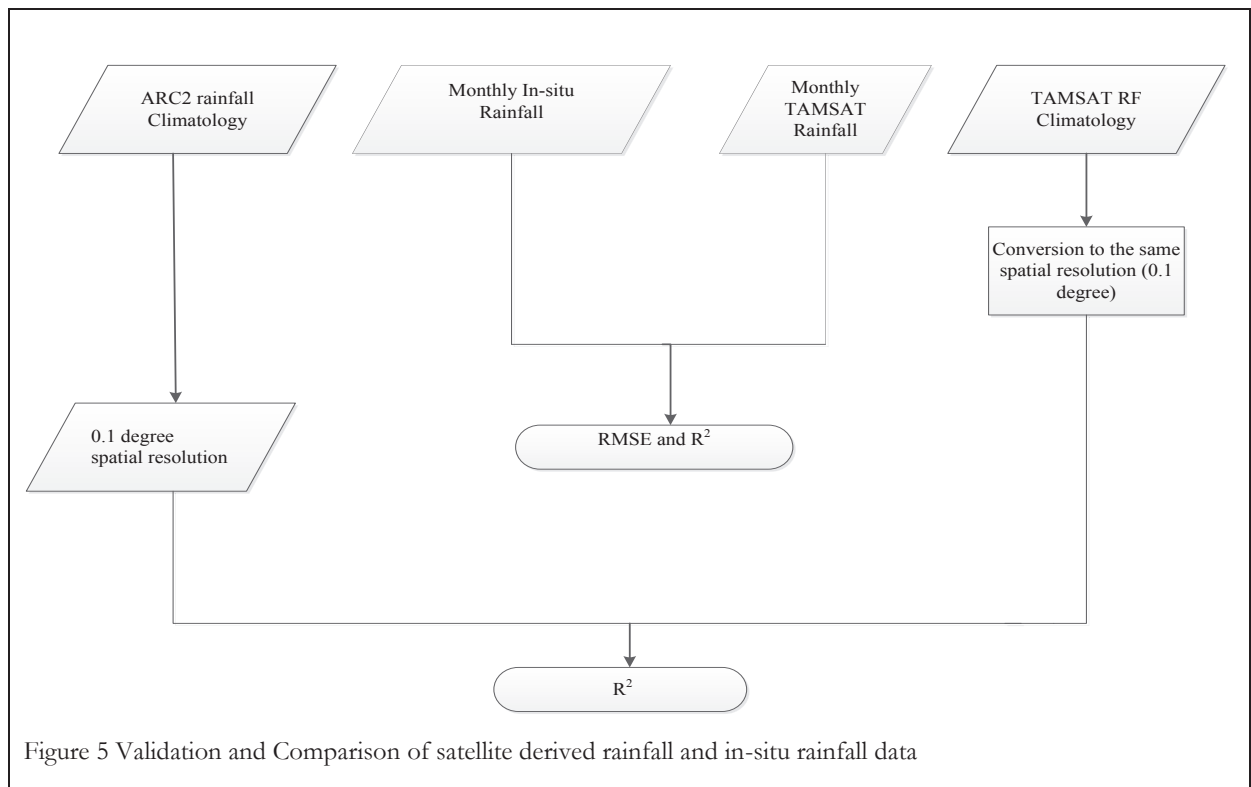 ARC2 rainfall
Climatology
Monthly In-situ
Rainfall
Monthly
TAMSAT
Rainfall
TAMSAT RF
Climatology
Conversion to the same
spatial resolution (0.1
degree)
0.1 degree
spatial resolution
RMSE and R²
R²
Figure 5 Validation and Comparison of satellite derived rainfall and in-situ rainfall data